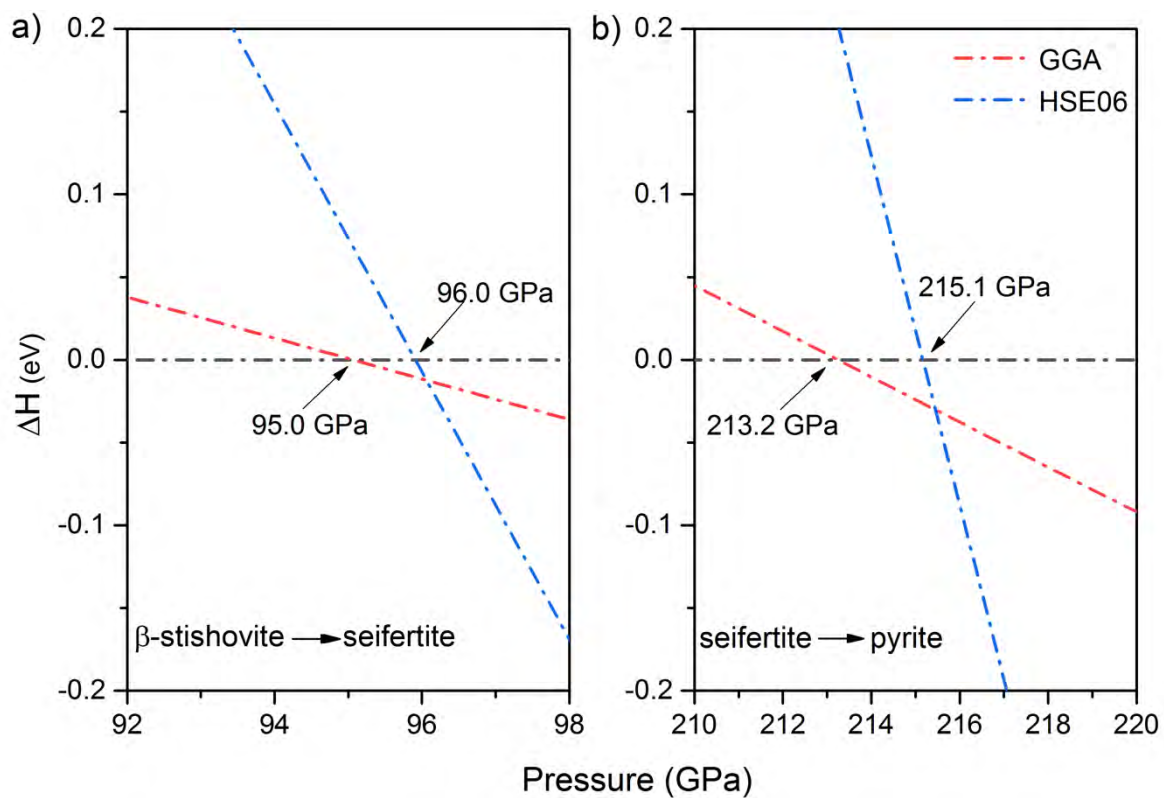 a)
0.2
0.1
0.0
-0.1
-0.2
ΔH (eV)
96.0 GPa
95.0 GPa
β-stishovite → seifertite
92
94
96
98
b)
GGA
HSE06
0.2
0.1
0.0
-0.1
-0.2
215.1 GPa
213.2 GPa
seifertite → pyrite
210
212
214
216
218
220
Pressure (GPa)